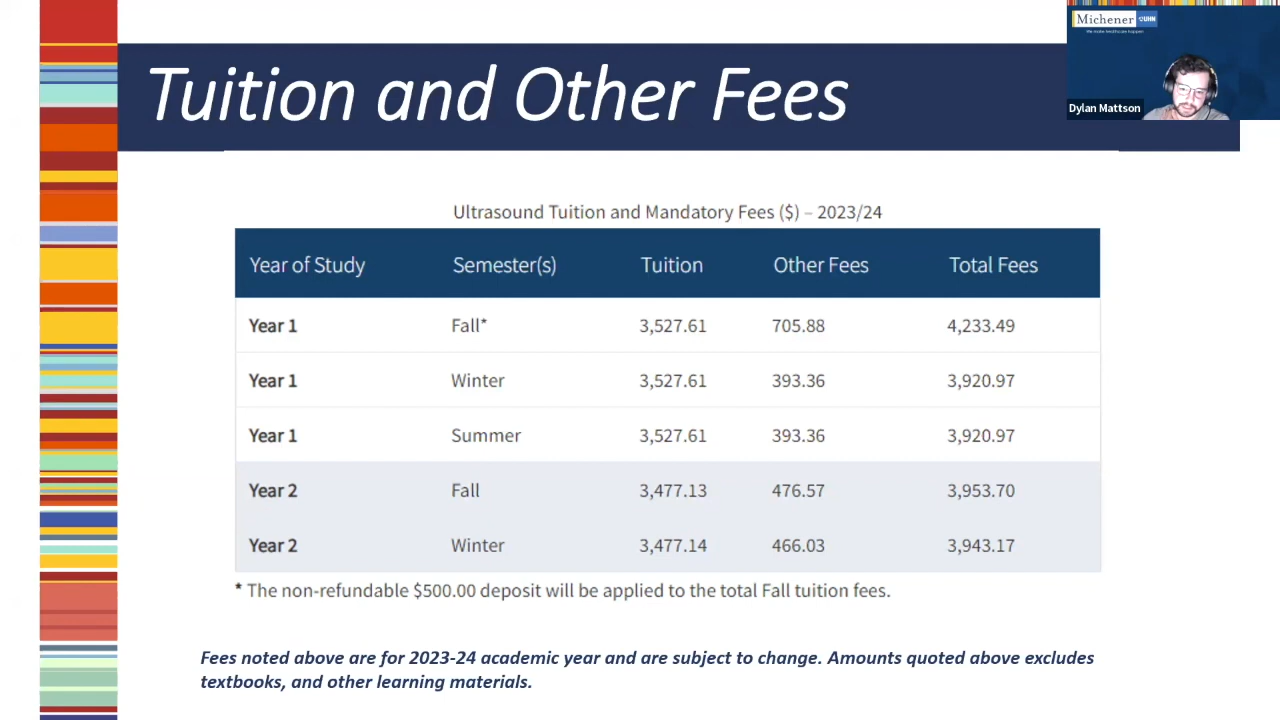 Michener UHN
We make healthcare happen
Dylan Mattson
Tuition and Other Fees
Ultrasound Tuition and Mandatory Fees ($) – 2023/24
Year of Study Semester(s) Tuition Other Fees Total Fees
Year 1 Fall* 3,527.61 705.88 4,233.49
Year 1 Winter 3,527.61 393.36 3,920.97
Year 1 Summer 3,527.61 393.36 3,920.97
Year 2 Fall 3,477.13 476.57 3,953.70
Year 2 Winter 3,477.14 466.03 3,943.17
* The non-refundable $500.00 deposit will be applied to the total Fall tuition fees.
Fees noted above are for 2023-24 academic year and are subject to change. Amounts quoted above excludes
textbooks, and other learning materials.